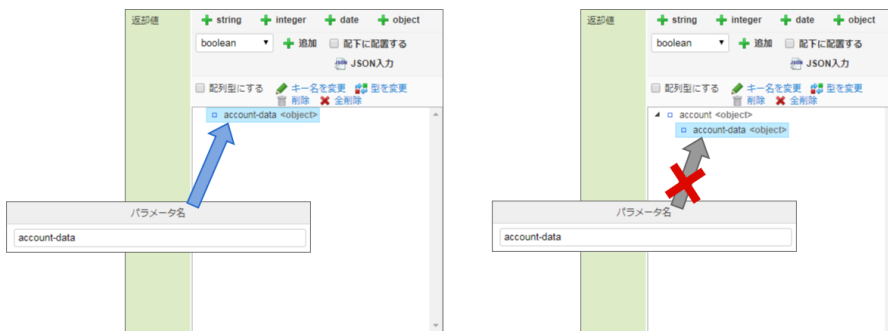 返却値
string integer date object
boolean 追加 配下に配置する
JSON入力
配列型にする キー名を変更 型を変更
削除 全削除
account-data <object>
パラメータ名
account-data
返却値
string integer date object
boolean 追加 配下に配置する
JSON入力
配列型にする キー名を変更 型を変更
削除 全削除
account <object>
account-data <object>
パラメータ名
account-data